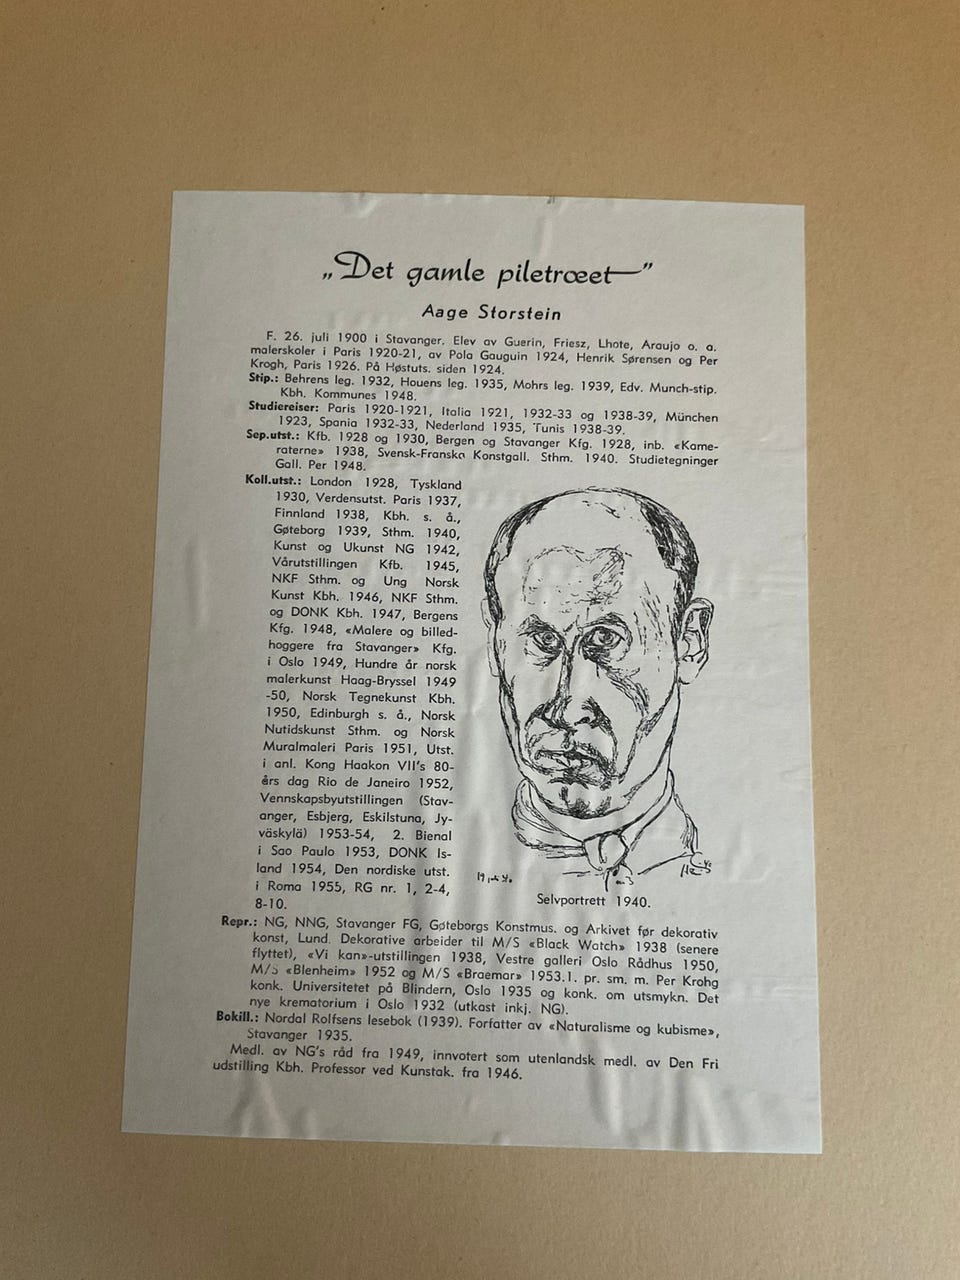 „Det gamle piletræet"
Aage Storstein
F. 26. juli 1900 i Stavanger. Elev av Guerin, Friesz, Lhote, Araujo o. a.
malerskoler i Paris 1920-21, av Pola Gauguin 1924, Henrik Sørensen og Per
Krogh, Paris 1926. På Høstuts. siden 1924.
Stip.: Behrens leg. 1932, Houens leg. 1935, Mohrs leg. 1939, Edv. Munch-stip.
Kbh. Kommunes 1948.
Studiereiser: Paris 1920-1921, Italia 1921, 1932-33 og 1938-39, München
1923, Spania 1932-33, Nederland 1935, Tunis 1938-39.
Sep.utst.: Kfb. 1928 og 1930, Bergen og Stavanger Kfg. 1928, inb. «Kame-
raterne» 1938, Svensk-Franska Konstgall. Sthm. 1940. Studietegninger
Gall. Per 1948.
Koll.utst.: London 1928, Tyskland
1930, Verdensutst. Paris 1937,
Finnland 1938, Kbh. s. å.,
Gøteborg 1939, Sthm. 1940,
Kunst og Ukunst NG 1942,
Vårutstillingen Kfb. 1945,
NKF Sthm. og Ung Norsk
Kunst Kbh. 1946, NKF Sthm.
og DONK Kbh. 1947, Bergens
Kfg. 1948, «Malere og billed-
hoggere fra Stavanger» Kfg.
i Oslo 1949, Hundre år norsk
malerkunst Haag-Bryssel 1949
-50, Norsk Tegnekunst Kbh.
1950, Edinburgh s. å., Norsk
Nutidskunst Sthm. og Norsk
Muralmaleri Paris 1951, Utst.
i anl. Kong Haakon VII's 80-
års dag Rio de Janeiro 1952,
Vennskapsbyutstillingen (Stav-
anger, Esbjerg, Eskilstuna, Jy-
väskylä) 1953-54, 2. Bienal
i Sao Paulo 1953, DONK Is-
land 1954, Den nordiske utst.
i Roma 1955, RG nr. 1, 2-4,
8-10.
Selvportrett 1940.
Repr.: NG, NNG, Stavanger FG, Gøteborgs Konstmus. og Arkivet før dekorativ
konst, Lund. Dekorative arbeider til M/S «Black Watch» 1938 (senere
flyttet), «Vi kan»-utstillingen 1938, Vestre galleri Oslo Rådhus 1950,
M/S «Blenheim» 1952 og M/S «Braemar» 1953.1. pr. sm. m. Per Krohg
konk. Universitetet på Blindern, Oslo 1935 og konk. om utsmykn. Det
nye krematorium i Oslo 1932 (utkast inkj. NG).
Bokill.: Nordal Rolfsens lesebok (1939). Forfatter av «Naturalisme og kubisme»,
Stavanger 1935.
Medl. av NG's råd fra 1949, innvotert som utenlandsk medl. av Den Fri
udstilling Kbh. Professor ved Kunstak. fra 1946.